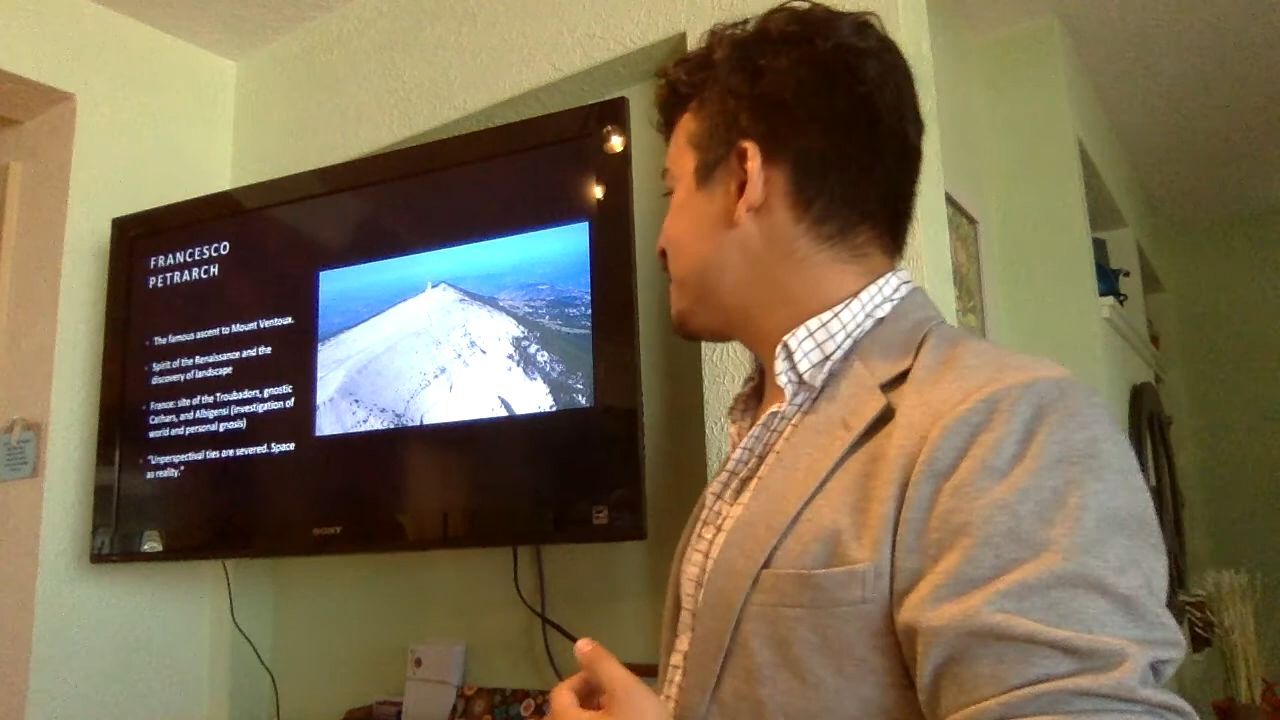 FRANCESCO
PETRARCH
The famous ascent to Mount Ventoux.
Spirit of the Renaissance and the
discovery of landscape
France: site of the Troubadors, gnostic
Cathars, and Albigensi (investigation of
world and personal gnosis)
"Unperspectival ties are severed. Space
as reality."
SONY